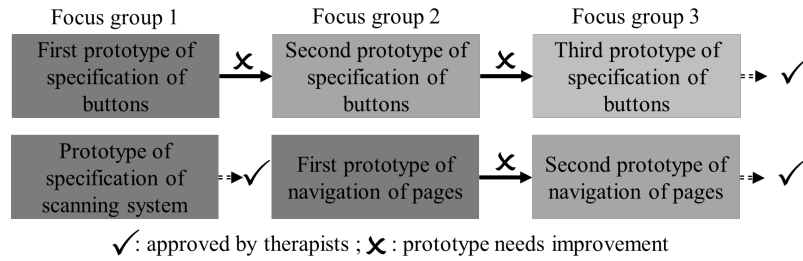 Focus group 1
Focus group 2
Focus group 3
First prototype of
specification of
buttons
✗
Second prototype of
specification of
buttons
✗
Third prototype of
specification of
buttons
✓
Prototype of
specification of
scanning system
✓
First prototype of
navigation of pages
✗
Second prototype of
navigation of pages
✓
✓: approved by therapists ; ✗ : prototype needs improvement